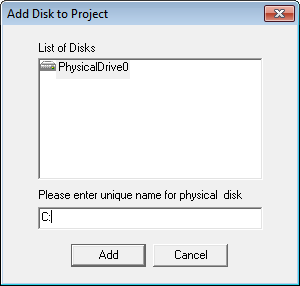 Add Disk to Project
List of Disks
PhysicalDrive0
Please enter unique name for physical disk
C:
Add
Cancel